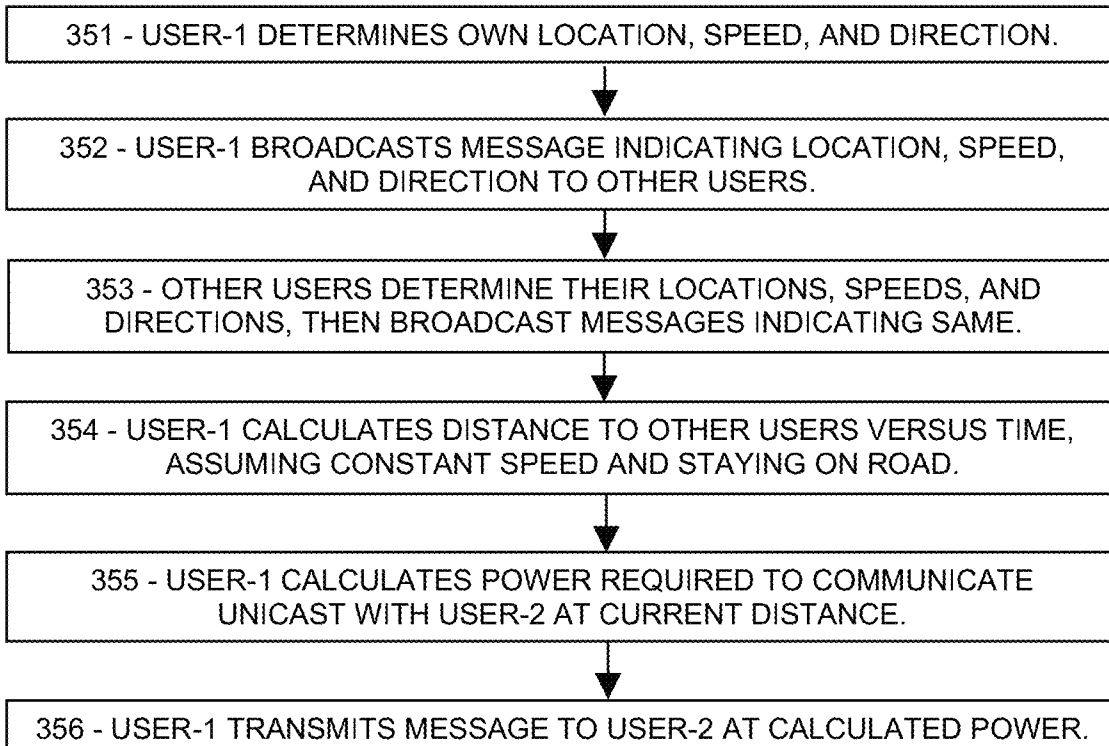 351 - USER-1 DETERMINES OWN LOCATION, SPEED, AND DIRECTION.
352 - USER-1 BROADCASTS MESSAGE INDICATING LOCATION, SPEED,
AND DIRECTION TO OTHER USERS.
353 - OTHER USERS DETERMINE THEIR LOCATIONS, SPEEDS, AND
DIRECTIONS, THEN BROADCAST MESSAGES INDICATING SAME.
354 - USER-1 CALCULATES DISTANCE TO OTHER USERS VERSUS TIME,
ASSUMING CONSTANT SPEED AND STAYING ON ROAD.
355 - USER-1 CALCULATES POWER REQUIRED TO COMMUNICATE
UNICAST WITH USER-2 AT CURRENT DISTANCE.
356 - USER-1 TRANSMITS MESSAGE TO USER-2 AT CALCULATED POWER.